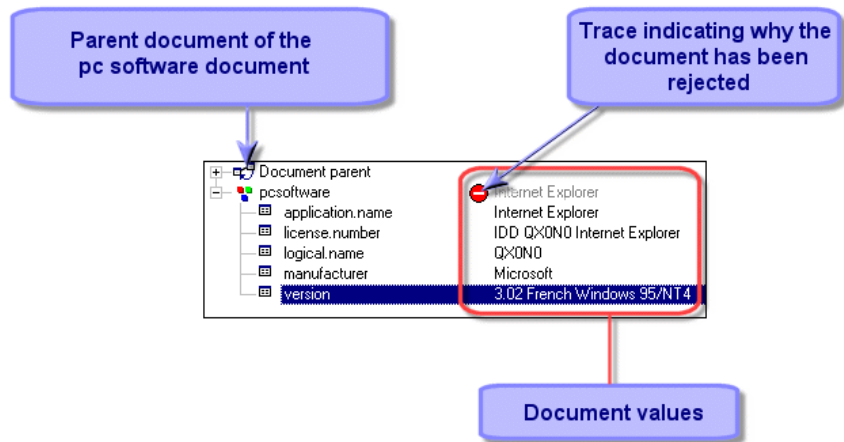 Parent document of the
pc software document
Trace indicating why the
document has been
rejected
Document parent
pcsoftware Internet Explorer
application.name Internet Explorer
license.number IDD QX0N0 Internet Explorer
logical.name QX0N0
manufacturer Microsoft
version 3.02 French Windows 95/NT4
Document values